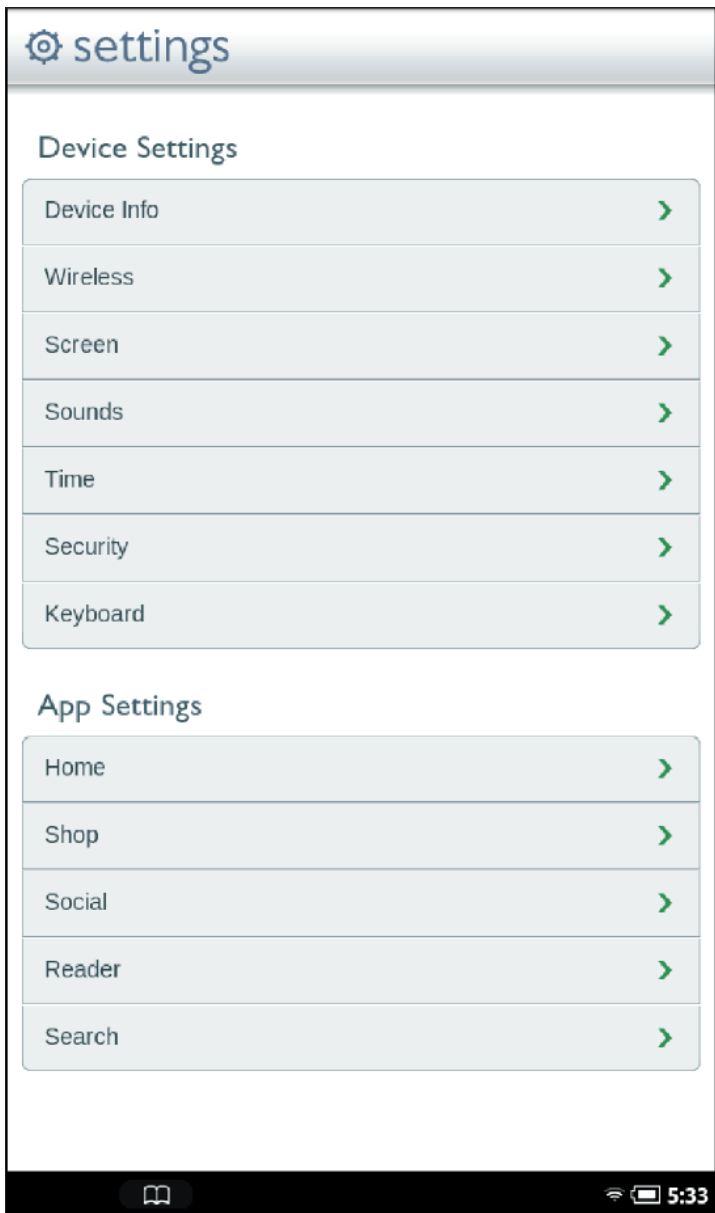 settings
Device Settings
Device Info
Wireless
Screen
Sounds
Time
Security
Keyboard
App Settings
Home
Shop
Social
Reader
Search
5:33